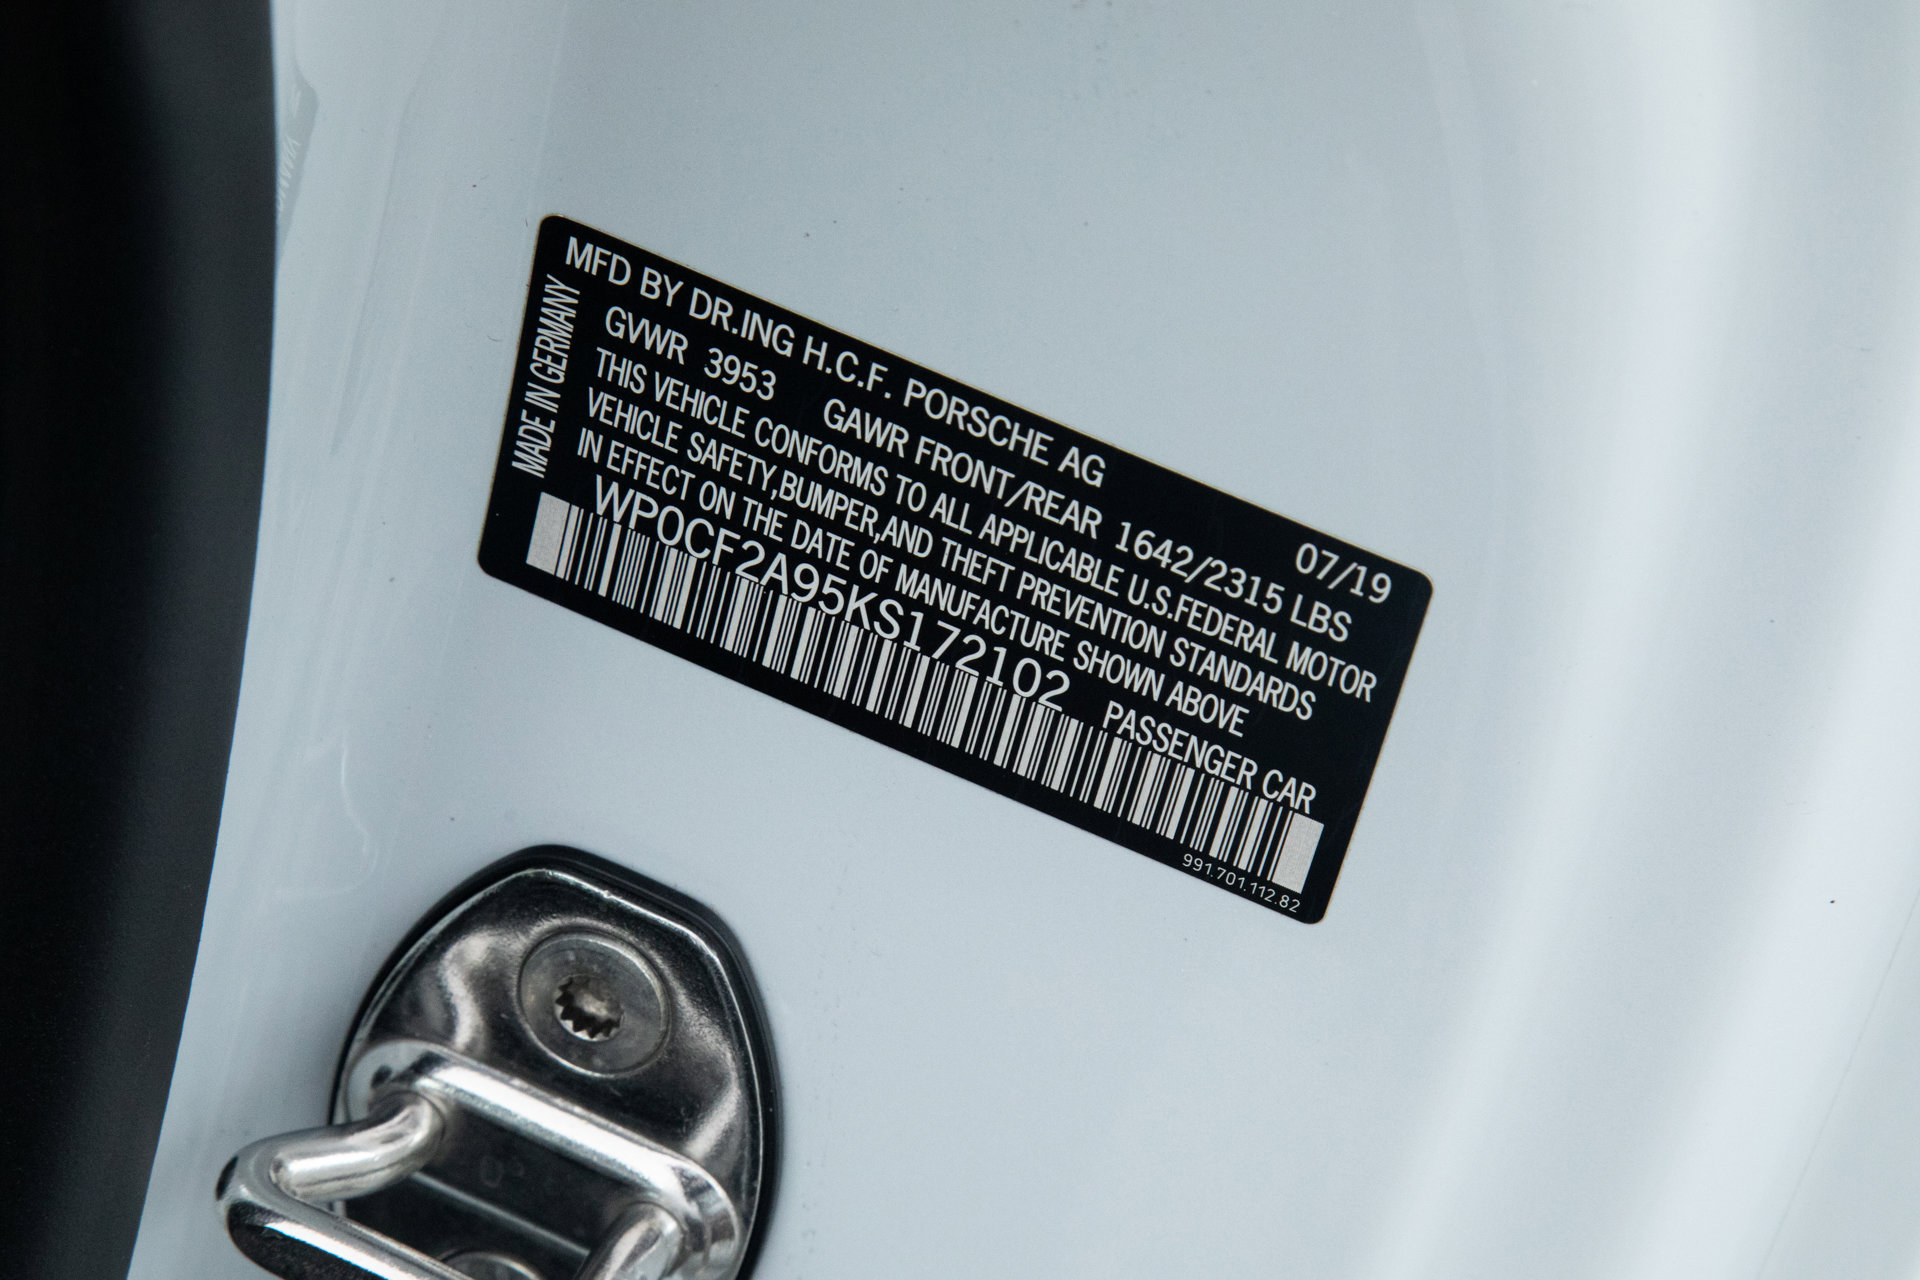 MFD BY DR.ING H.C.F. PORSCHE AG 07/19
GVWR 3953 GAWR FRONT/REAR 1642/2315 LBS
THIS VEHICLE CONFORMS TO ALL APPLICABLE U.S.FEDERAL MOTOR
VEHICLE SAFETY,BUMPER,AND THEFT PREVENTION STANDARDS
IN EFFECT ON THE DATE OF MANUFACTURE SHOWN ABOVE
WP0CF2A95KS172102 PASSENGER CAR
991.701.112.82
MADE IN GERMANY